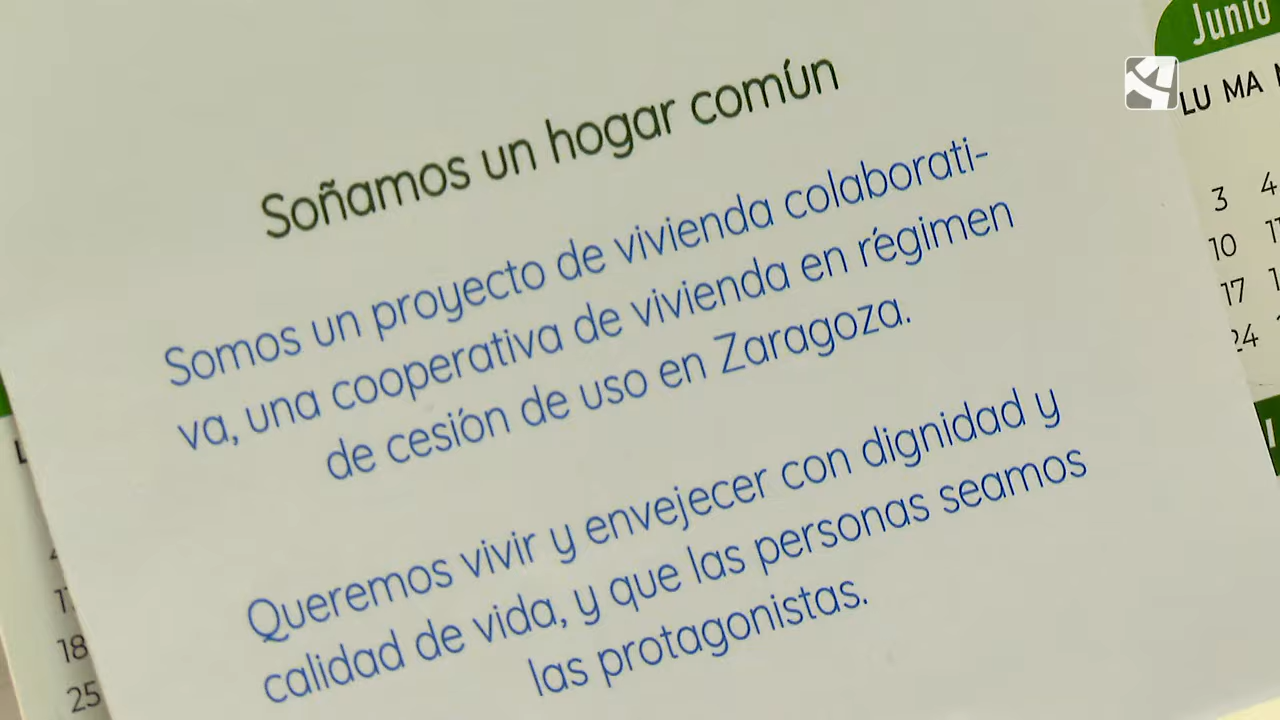 Soñamos un hogar común
Somos un proyecto de vivienda colaborati-
va, una cooperativa de vivienda en régimen
de cesión de uso en Zaragoza.
Queremos vivir y envejecer con dignidad y
calidad de vida, y que las personas seamos
las protagonistas.
Junio
LU MA
3 4
10
17
24
18
25